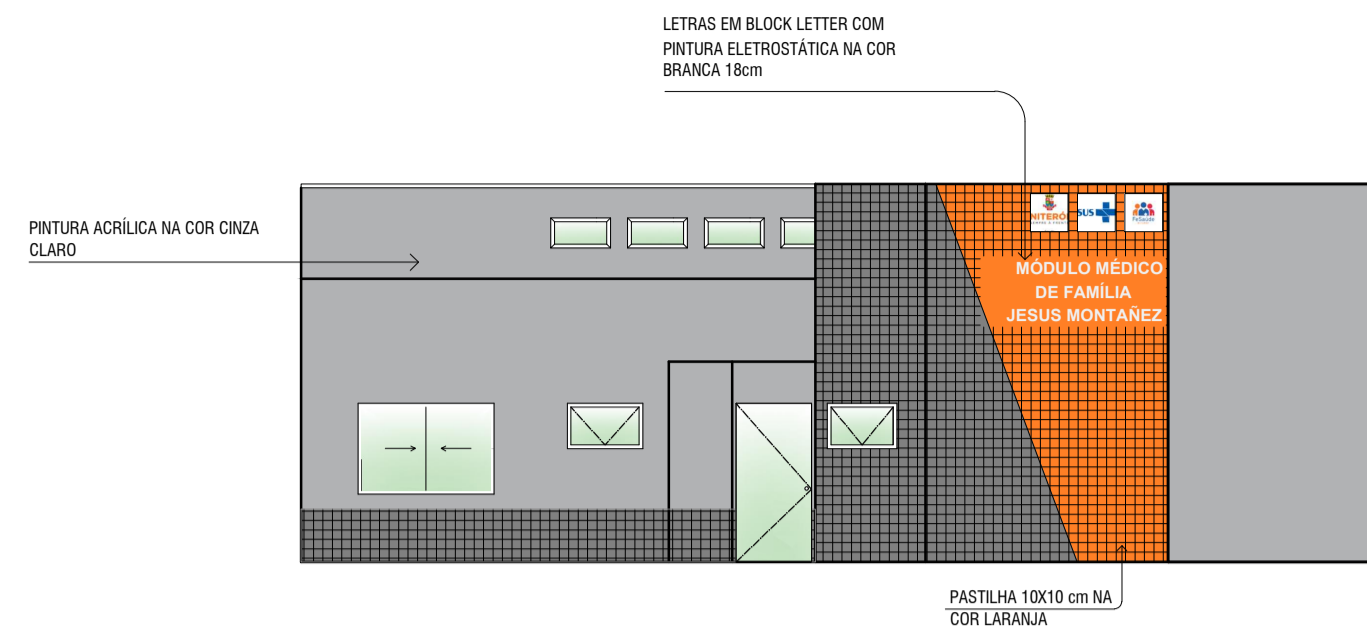 LETRAS EM BLOCK LETTER COM
PINTURA ELETROSTÁTICA NA COR
BRANCA 18cm
PINTURA ACRÍLICA NA COR CINZA
CLARO
NITERÓI
SUS
FeSaúde
MÓDULO MÉDICO
DE FAMÍLIA
JESUS MONTAÑEZ
PASTILHA 10X10 cm NA
COR LARANJA